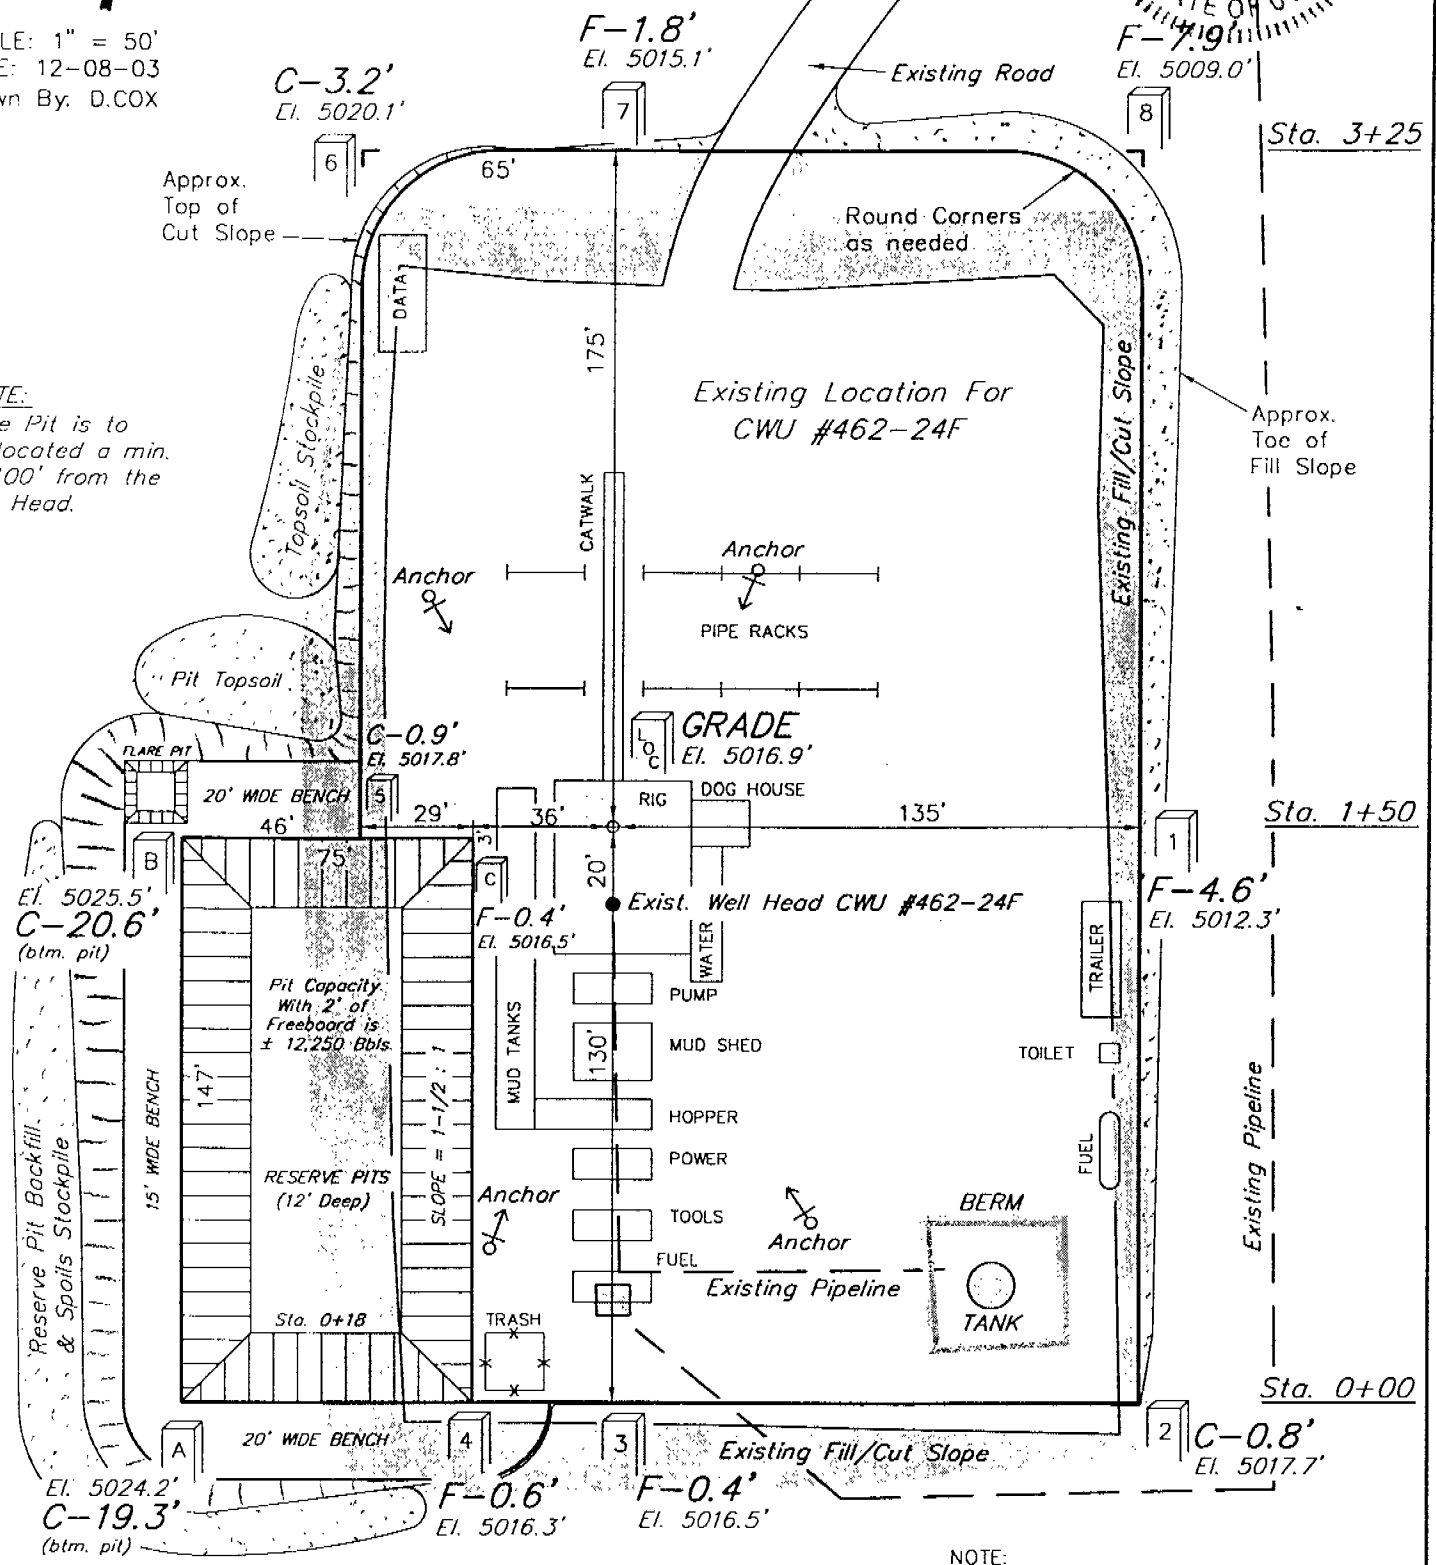 LE: 1" = 50'
E: 12-08-03
wn By: D.COX
C-3.2'
El. 5020.1'
F-1.8'
El. 5015.1'
F-7.9'
El. 5009.0'
Existing Road
6
7
8
Sta. 3+25
65'
Approx.
Top of
Cut Slope
Round Corners
as needed
DATA
175'
Existing Location For
CWU #462-24F
Existing Fill/Cut Slope
Approx.
Toe of
Fill Slope
TE:
e Pit is to
located a min.
00' from the
Head.
Topsoil Stockpile
CATWALK
Anchor
Anchor
PIPE RACKS
Pit Topsoil
C-0.9'
El. 5017.8'
LOC
GRADE
El. 5016.9'
FLARE PIT
20' WIDE BENCH
5
RIG
DOG HOUSE
46'
29'
36'
135'
Sta. 1+50
3'
75'
20'
B
C
1
El. 5025.5'
C-20.6'
(btm. pit)
F-0.4'
El. 5016.5'
Exist. Well Head CWU #462-24F
F-4.6'
El. 5012.3'
WATER
TRAILER
Pit Capacity
With 2' of
Freeboard is
± 12,250 Bbls.
PUMP
MUD SHED
130'
MUD TANKS
TOILET
147'
15' WIDE BENCH
SLOPE = 1-1/2 : 1
HOPPER
POWER
FUEL
Existing Pipeline
Reserve Pit Backfill
& Spoils Stockpile
RESERVE PITS
(12' Deep)
Anchor
TOOLS
Anchor
BERM
FUEL
Existing Pipeline
TANK
Sta. 0+18
TRASH
Sta. 0+00
A
20' WIDE BENCH
4
3
Existing Fill/Cut Slope
2
C-0.8'
El. 5017.7'
El. 5024.2'
C-19.3'
(btm. pit)
F-0.6'
El. 5016.3'
F-0.4'
El. 5016.5'
NOTE: